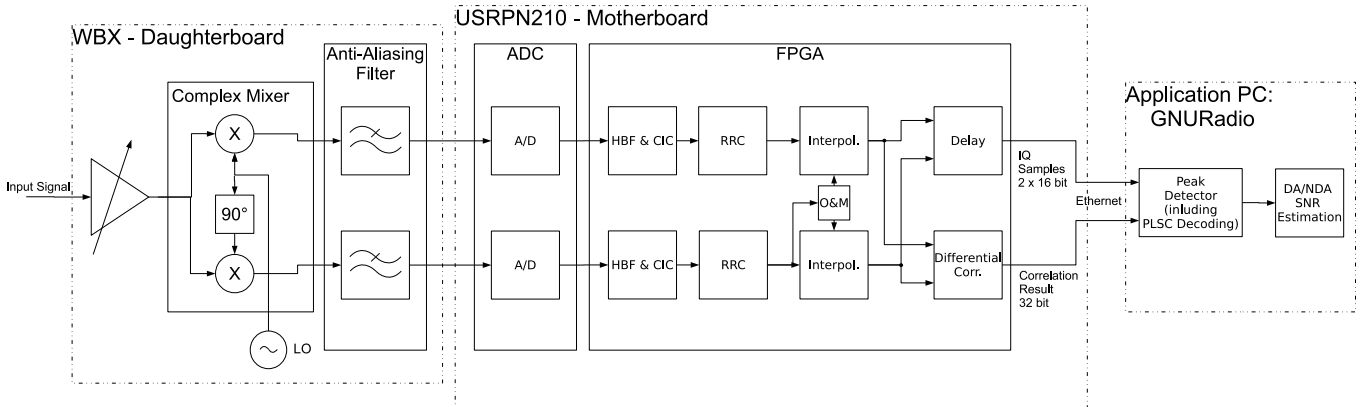 USRPN210 - Motherboard
WBX - Daughterboard
Anti-Aliasing
Filter
ADC
FPGA
Complex Mixer
Application PC:
GNURadio
X
A/D
HBF & CIC
RRC
Interpol.
Delay
IQ
Samples
2 x 16 bit
Input Signal
90°
O&M
Ethernet
Peak
Detector
(inluding
PLSC Decoding)
DA/NDA
SNR
Estimation
X
A/D
HBF & CIC
RRC
Interpol.
Differential
Corr.
Correlation
Result
32 bit
LO